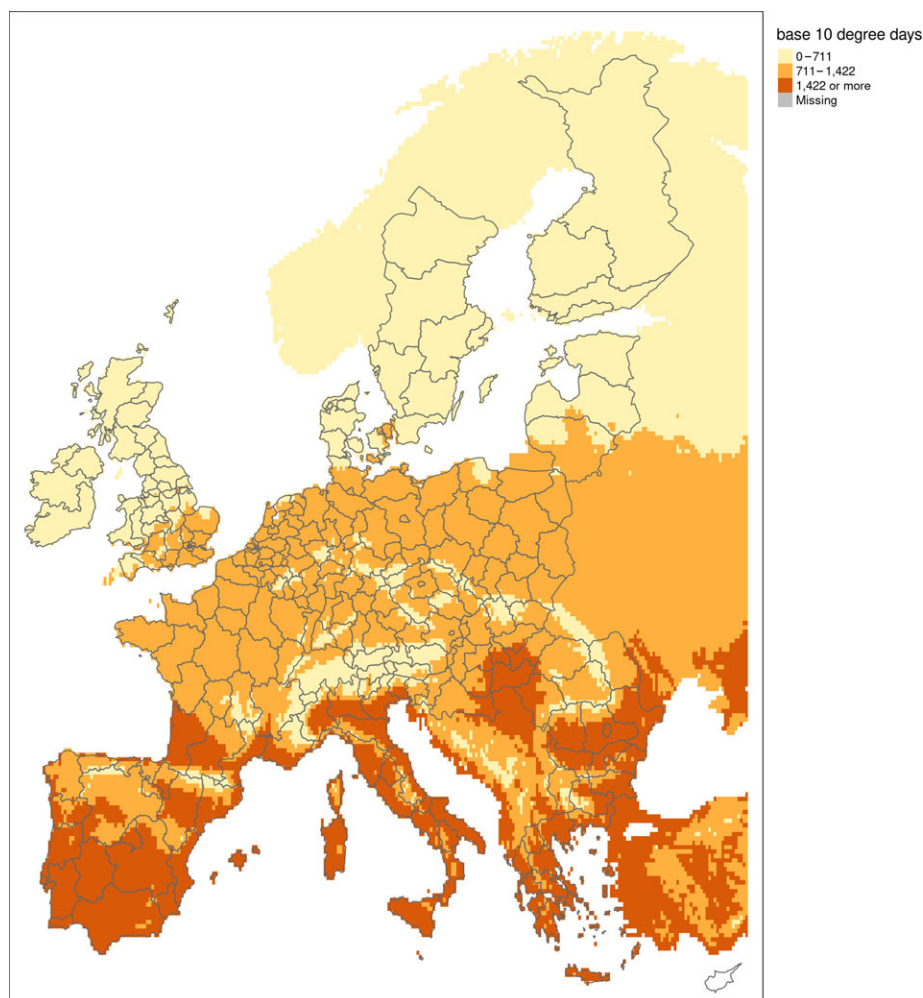 base 10 degree days
0–711
711–1,422
1,422 or more
Missing